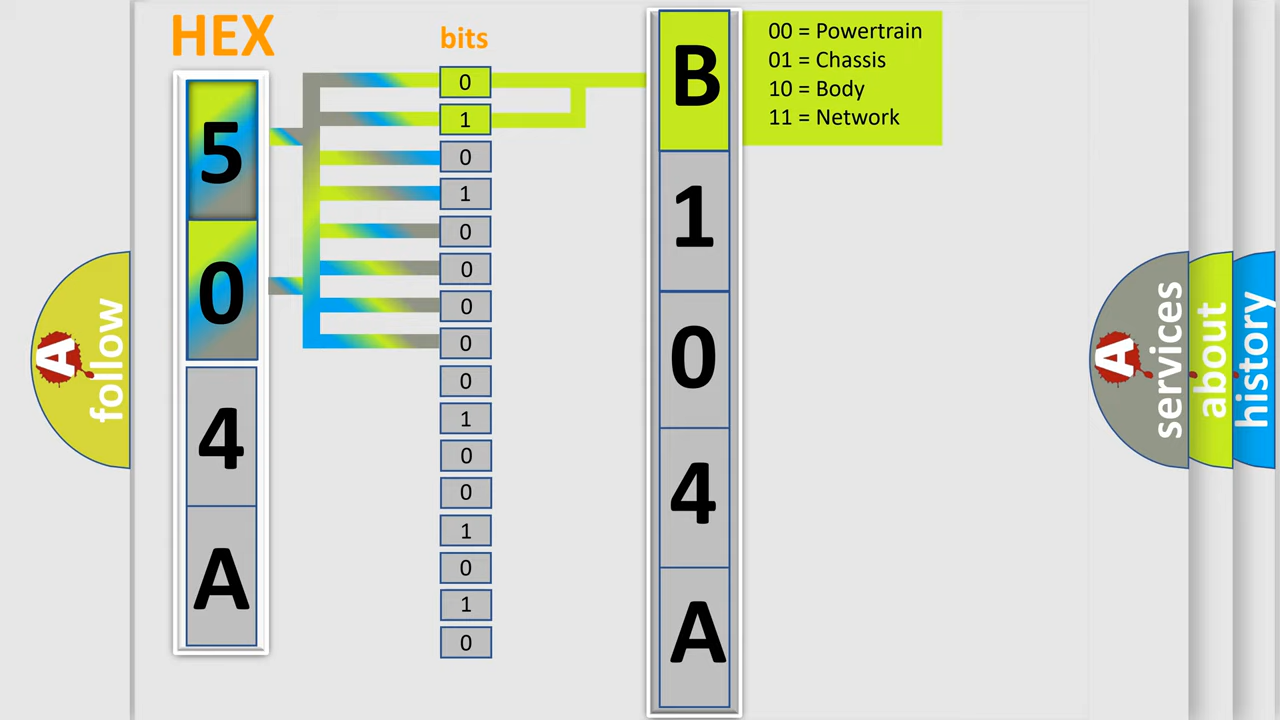 HEX
bits
5
0
4
A
0
1
0
1
0
0
0
0
0
1
0
0
1
0
1
0
B
1
0
4
A
00 = Powertrain
01 = Chassis
10 = Body
11 = Network
A
follow
A
services
about
history